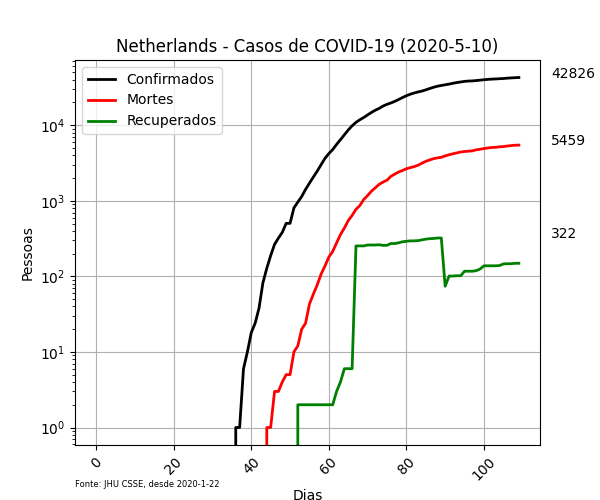 Netherlands - Casos de COVID-19 (2020-5-10)
Confirmados
Mortes
Recuperados
42826
5459
322
Pessoas
10^4
10^3
10^2
10^1
10^0
0 20 40 60 80 100
Fonte: JHU CSSE, desde 2020-1-22
Dias